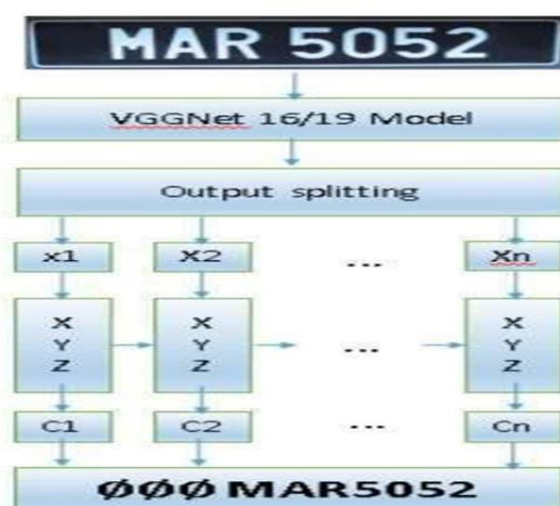 MAR 5052
VGGNet 16/19 Model
Output splitting
x1 X2 ... Xn
X X X
Y Y ... Y
Z Z Z
C1 C2 ... Cn
ØØØ MAR5052